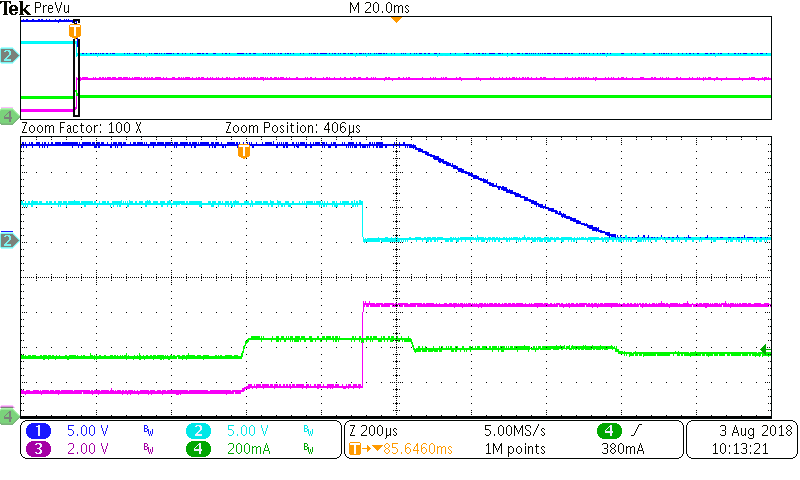 Tek PreVu M 20.0ms
T
2
4
Zoom Factor: 100 X Zoom Position: 406µs
T
2
4
1 5.00 V BW 2 5.00 V BW Z 200µs 5.00MS/s 4 3 Aug 2018
3 2.00 V BW 4 200mA BW T→▼85.6460ms 1M points 380mA 10:13:21